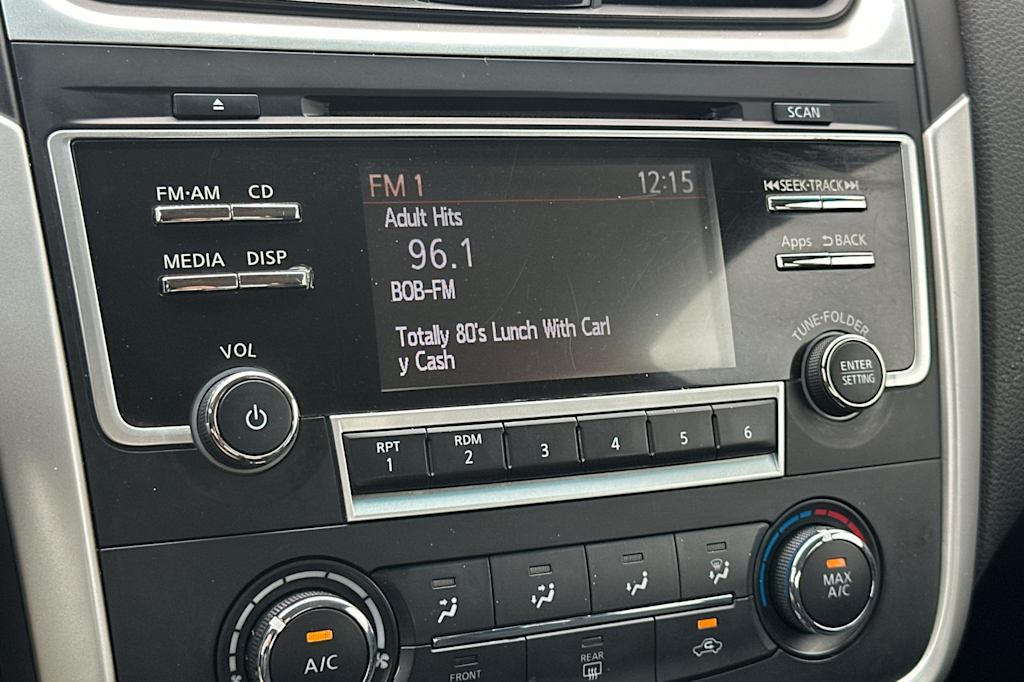 SCAN
FM·AM CD
SEEK·TRACK
MEDIA DISP
Apps BACK
FM 1 12:15
Adult Hits
96.1
BOB-FM
Totally 80's Lunch With Carl
y Cash
VOL
TUNE·FOLDER
ENTER
SETTING
RPT
1
RDM
2
3
4
5
6
MAX
A/C
A/C
FRONT
REAR